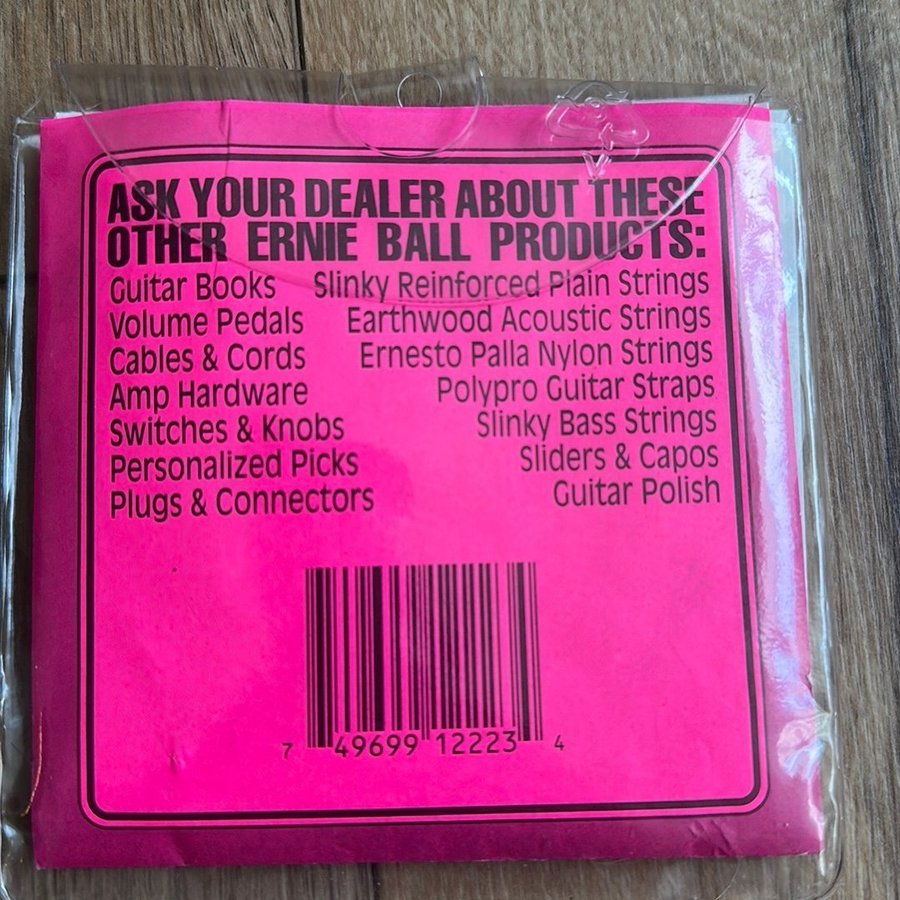 ASK YOUR DEALER ABOUT THESE
OTHER ERNIE BALL PRODUCTS:
Guitar Books Slinky Reinforced Plain Strings
Volume Pedals Earthwood Acoustic Strings
Cables & Cords Ernesto Palla Nylon Strings
Amp Hardware Polypro Guitar Straps
Switches & Knobs Slinky Bass Strings
Personalized Picks Sliders & Capos
Plugs & Connectors Guitar Polish
7 49699 12223 4